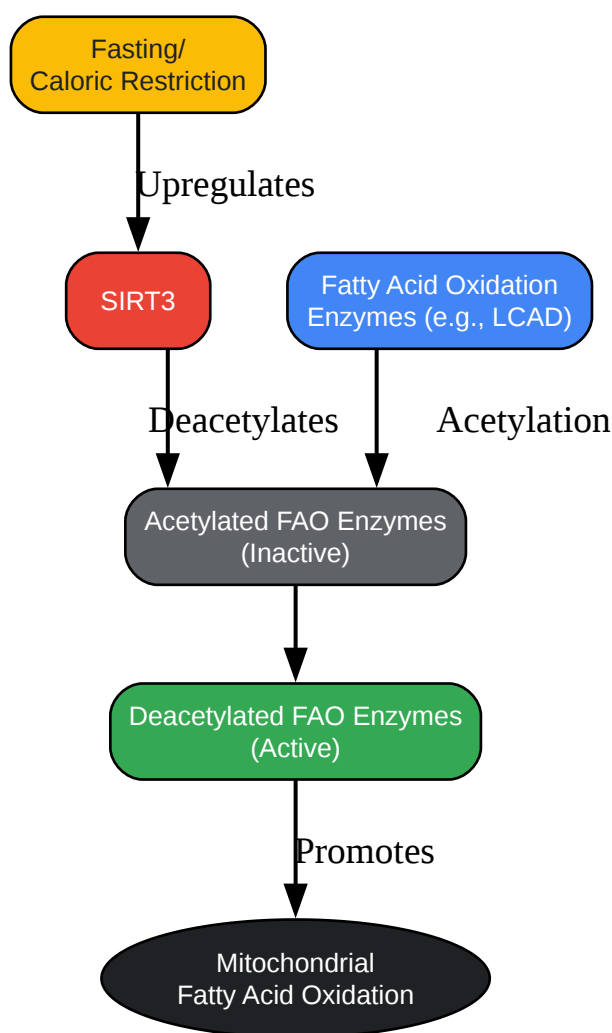 Fasting/
Caloric Restriction
Upregulates
SIRT3
Fatty Acid Oxidation
Enzymes (e.g., LCAD)
Deacetylates
Acetylation
Acetylated FAO Enzymes
(Inactive)
Deacetylated FAO Enzymes
(Active)
Promotes
Mitochondrial
Fatty Acid Oxidation